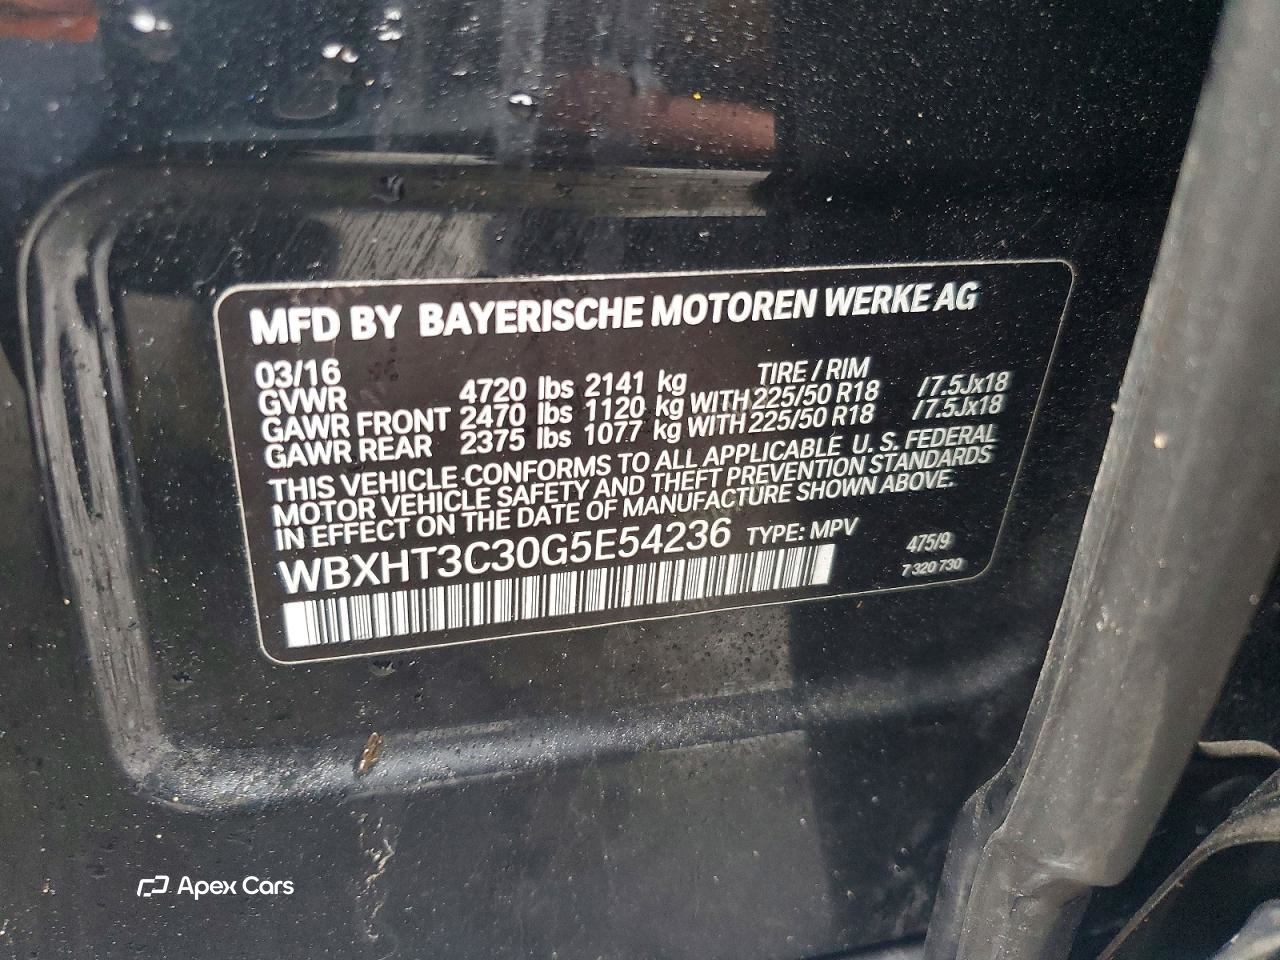 MFD BY BAYERISCHE MOTOREN WERKE AG
03/16 TIRE / RIM
GVWR 4720 lbs 2141 kg
GAWR FRONT 2470 lbs 1120 kg WITH 225/50 R18 /7.5Jx18
GAWR REAR 2375 lbs 1077 kg WITH 225/50 R18 /7.5Jx18
THIS VEHICLE CONFORMS TO ALL APPLICABLE U. S. FEDERAL
MOTOR VEHICLE SAFETY AND THEFT PREVENTION STANDARDS
IN EFFECT ON THE DATE OF MANUFACTURE SHOWN ABOVE.
WBXHT3C30G5E54236 TYPE: MPV
475/9
7 320 730
Apex Cars